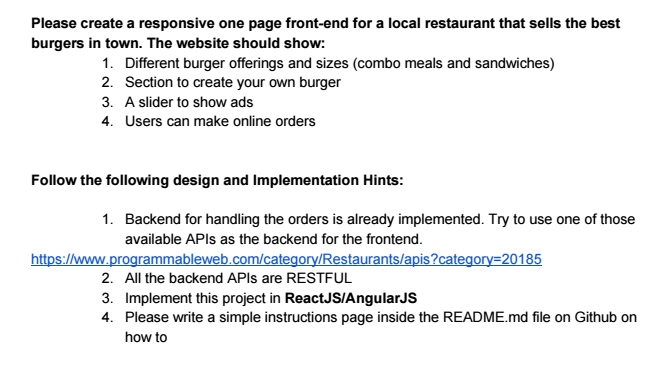 Please create a responsive one page front-end for a local restaurant that sells the best
burgers in town. The website should show:
1. Different burger offerings and sizes (combo meals and sandwiches)
2. Section to create your own burger
3. A slider to show ads
4. Users can make online orders
Follow the following design and Implementation Hints:
1. Backend for handling the orders is already implemented. Try to use one of those
available APIs as the backend for the frontend.
https://www.programmableweb.com/category/Restaurants/apis?category=20185
2. All the backend APIs are RESTFUL
3. Implement this project in ReactJS/AngularJS
4. Please write a simple instructions page inside the README.md file on Github on
how to